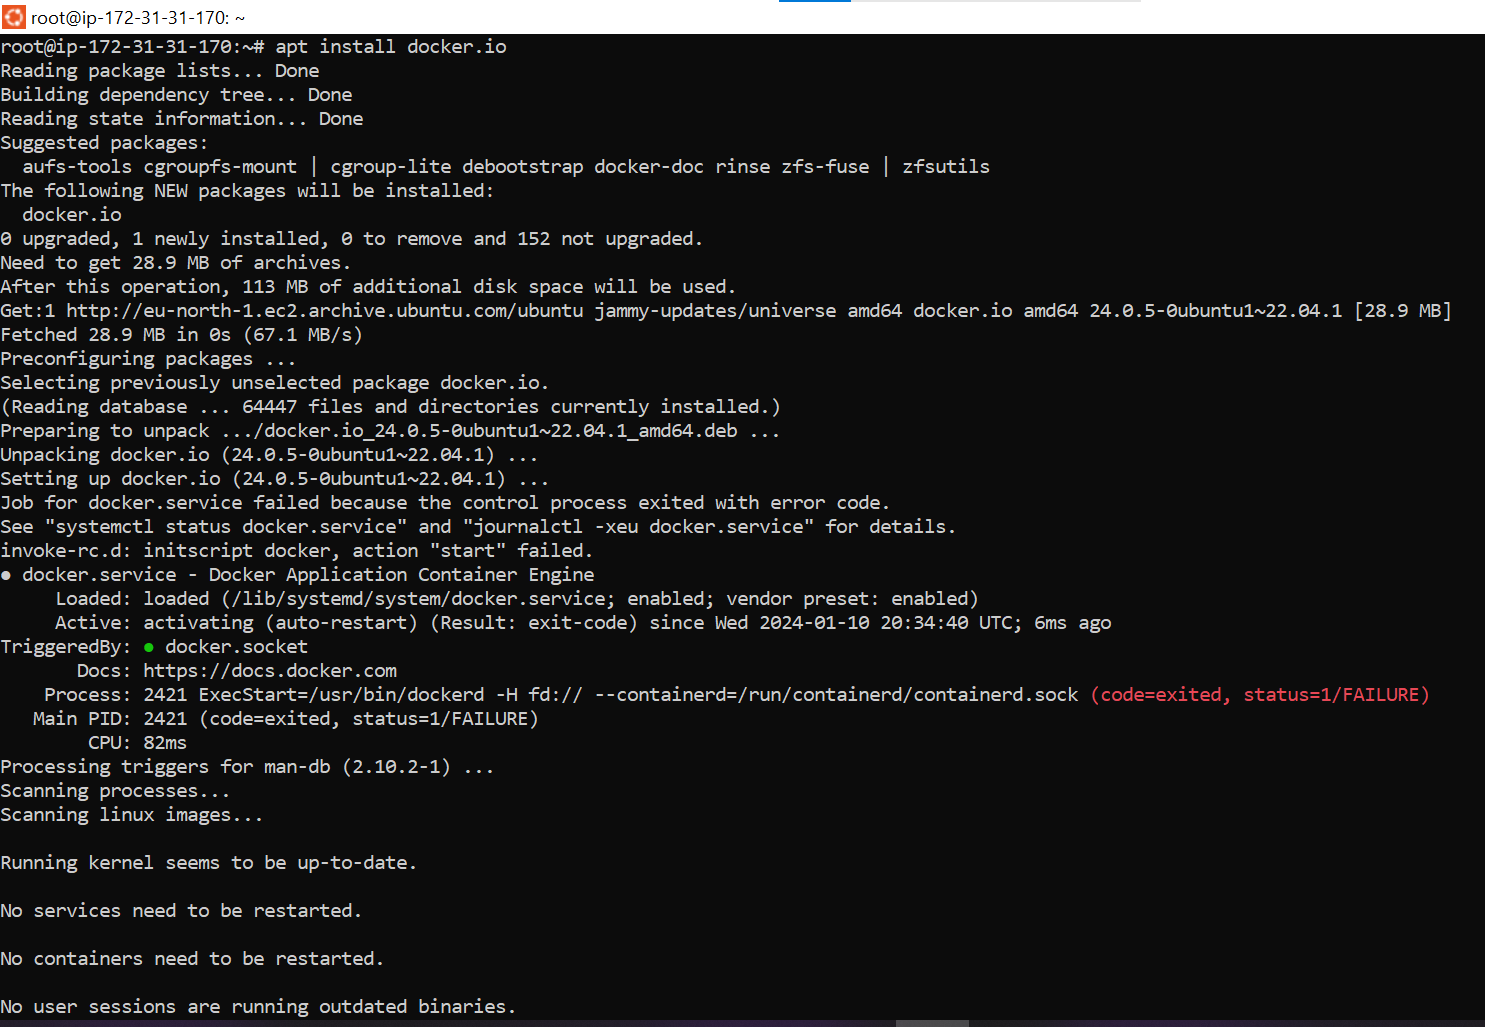 root@ip-172-31-31-170: ~
root@ip-172-31-31-170:~# apt install docker.io
Reading package lists... Done
Building dependency tree... Done
Reading state information... Done
Suggested packages:
  aufs-tools cgroupfs-mount | cgroup-lite debootstrap docker-doc rinse zfs-fuse | zfsutils
The following NEW packages will be installed:
  docker.io
0 upgraded, 1 newly installed, 0 to remove and 152 not upgraded.
Need to get 28.9 MB of archives.
After this operation, 113 MB of additional disk space will be used.
Get:1 http://eu-north-1.ec2.archive.ubuntu.com/ubuntu jammy-updates/universe amd64 docker.io amd64 24.0.5-0ubuntu1~22.04.1 [28.9 MB]
Fetched 28.9 MB in 0s (67.1 MB/s)
Preconfiguring packages ...
Selecting previously unselected package docker.io.
(Reading database ... 64447 files and directories currently installed.)
Preparing to unpack .../docker.io_24.0.5-0ubuntu1~22.04.1_amd64.deb ...
Unpacking docker.io (24.0.5-0ubuntu1~22.04.1) ...
Setting up docker.io (24.0.5-0ubuntu1~22.04.1) ...
Job for docker.service failed because the control process exited with error code.
See "systemctl status docker.service" and "journalctl -xeu docker.service" for details.
invoke-rc.d: initscript docker, action "start" failed.
● docker.service - Docker Application Container Engine
     Loaded: loaded (/lib/systemd/system/docker.service; enabled; vendor preset: enabled)
     Active: activating (auto-restart) (Result: exit-code) since Wed 2024-01-10 20:34:40 UTC; 6ms ago
TriggeredBy: ● docker.socket
       Docs: https://docs.docker.com
    Process: 2421 ExecStart=/usr/bin/dockerd -H fd:// --containerd=/run/containerd/containerd.sock (code=exited, status=1/FAILURE)
   Main PID: 2421 (code=exited, status=1/FAILURE)
        CPU: 82ms
Processing triggers for man-db (2.10.2-1) ...
Scanning processes...
Scanning linux images...
Running kernel seems to be up-to-date.
No services need to be restarted.
No containers need to be restarted.
No user sessions are running outdated binaries.